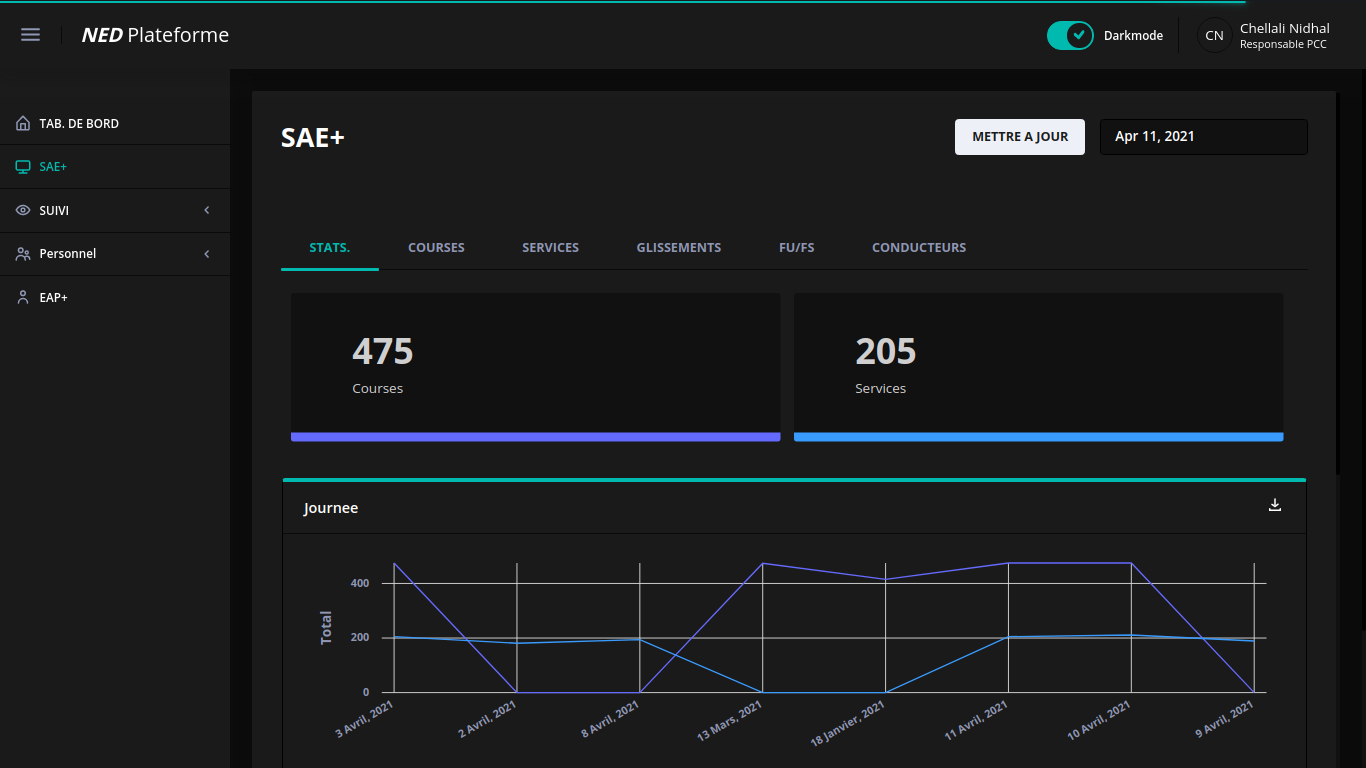 NED Plateforme
Darkmode
CN
Chellali Nidhal
Responsable PCC
TAB. DE BORD
SAE+
SUIVI
Personnel
EAP+
SAE+
METTRE A JOUR
Apr 11, 2021
STATS. COURSES SERVICES GLISSEMENTS FU/FS CONDUCTEURS
475
Courses
205
Services
Journee
Total
400
200
0
3 Avril, 2021
2 Avril, 2021
8 Avril, 2021
13 Mars, 2021
18 Janvier, 2021
11 Avril, 2021
10 Avril, 2021
9 Avril, 2021